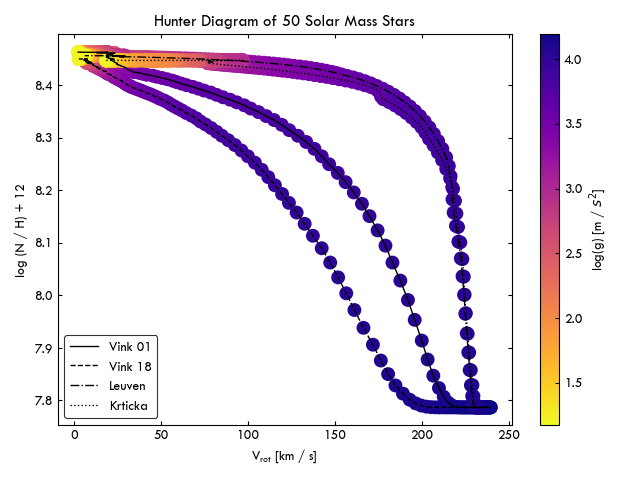 Hunter Diagram of 50 Solar Mass Stars
log (N / H) + 12
8.4
8.3
8.2
8.1
8.0
7.9
7.8
Vink 01
Vink 18
Leuven
Krticka
0
50
100
150
200
250
V_rot [km / s]
4.0
3.5
3.0
2.5
2.0
1.5
log(g) [m / s²]